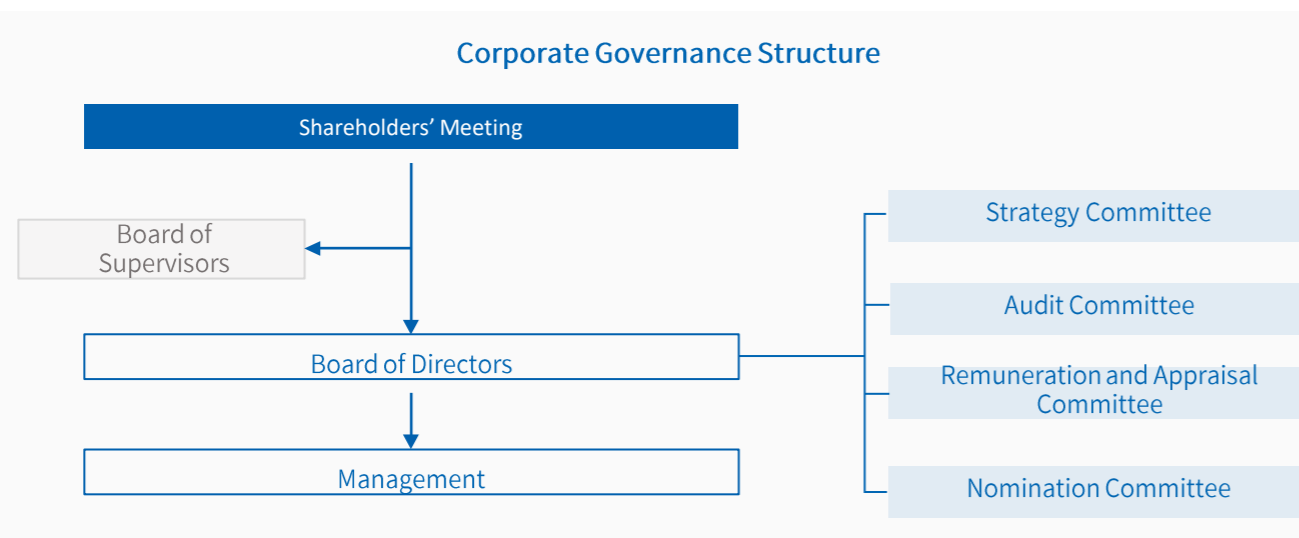 Corporate Governance Structure
Shareholders’ Meeting
Board of
Supervisors
Board of Directors
Management
Strategy Committee
Audit Committee
Remuneration and Appraisal
Committee
Nomination Committee